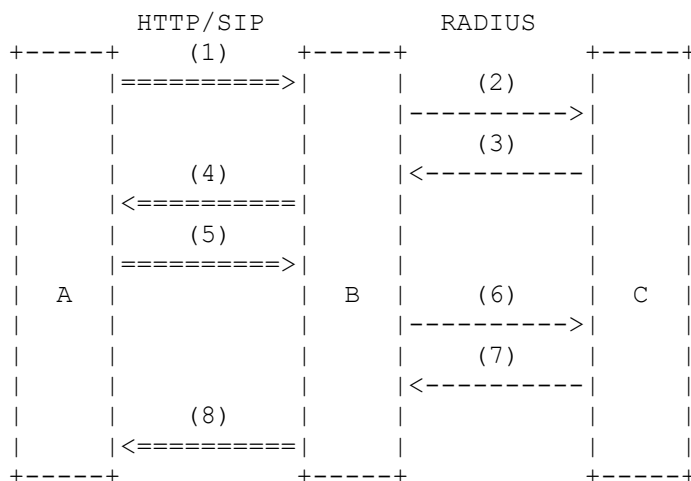 HTTP/SIP           RADIUS
+-----+    (1)    +-----+           +-----+
|     |==========>|     |    (2)    |     |
|     |           |     |---------->|     |
|     |           |     |    (3)    |     |
|     |    (4)    |     |<----------|     |
|     |<==========|     |           |     |
|     |    (5)    |     |           |     |
|     |==========>|     |           |     |
|  A  |           |  B  |    (6)    |  C  |
|     |           |     |---------->|     |
|     |           |     |    (7)    |     |
|     |           |     |<----------|     |
|     |    (8)    |     |           |     |
|     |<==========|     |           |     |
+-----+           +-----+           +-----+